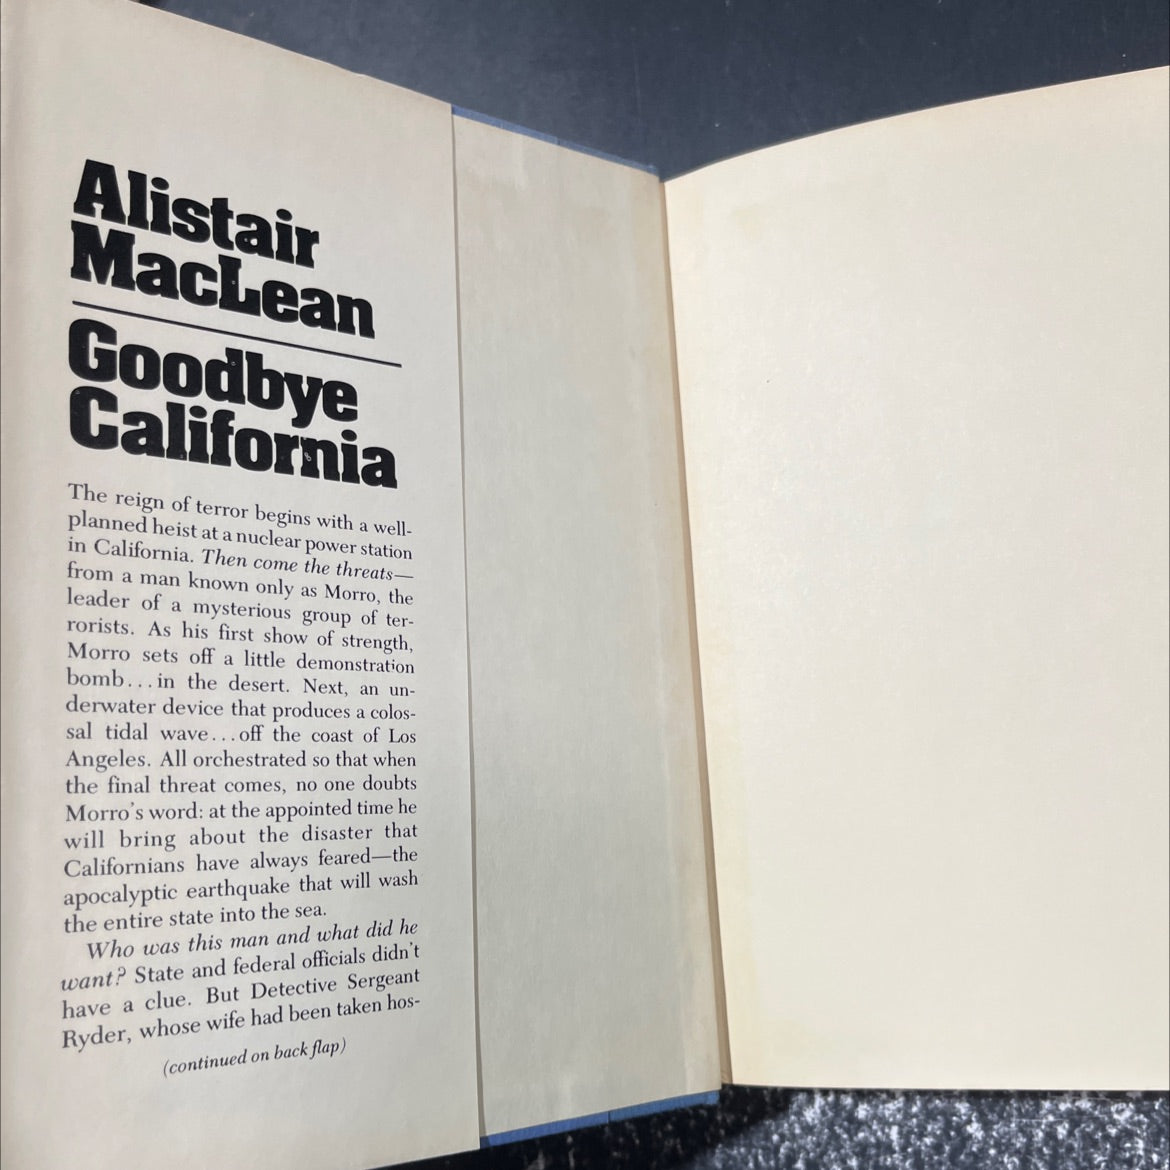 Alistair
MacLean
Goodbye
California
The reign of terror begins with a well-
planned heist at a nuclear power station
in California. Then come the threats—
from a man known only as Morro, the
leader of a mysterious group of ter-
rorists. As his first show of strength,
Morro sets off a little demonstration
bomb...in the desert. Next, an un-
derwater device that produces a colos-
sal tidal wave...off the coast of Los
Angeles. All orchestrated so that when
the final threat comes, no one doubts
Morro's word: at the appointed time he
will bring about the disaster that
Californians have always feared—the
apocalyptic earthquake that will wash
the entire state into the sea.
Who was this man and what did he
want? State and federal officials didn't
have a clue. But Detective Sergeant
Ryder, whose wife had been taken hos-
(continued on back flap)